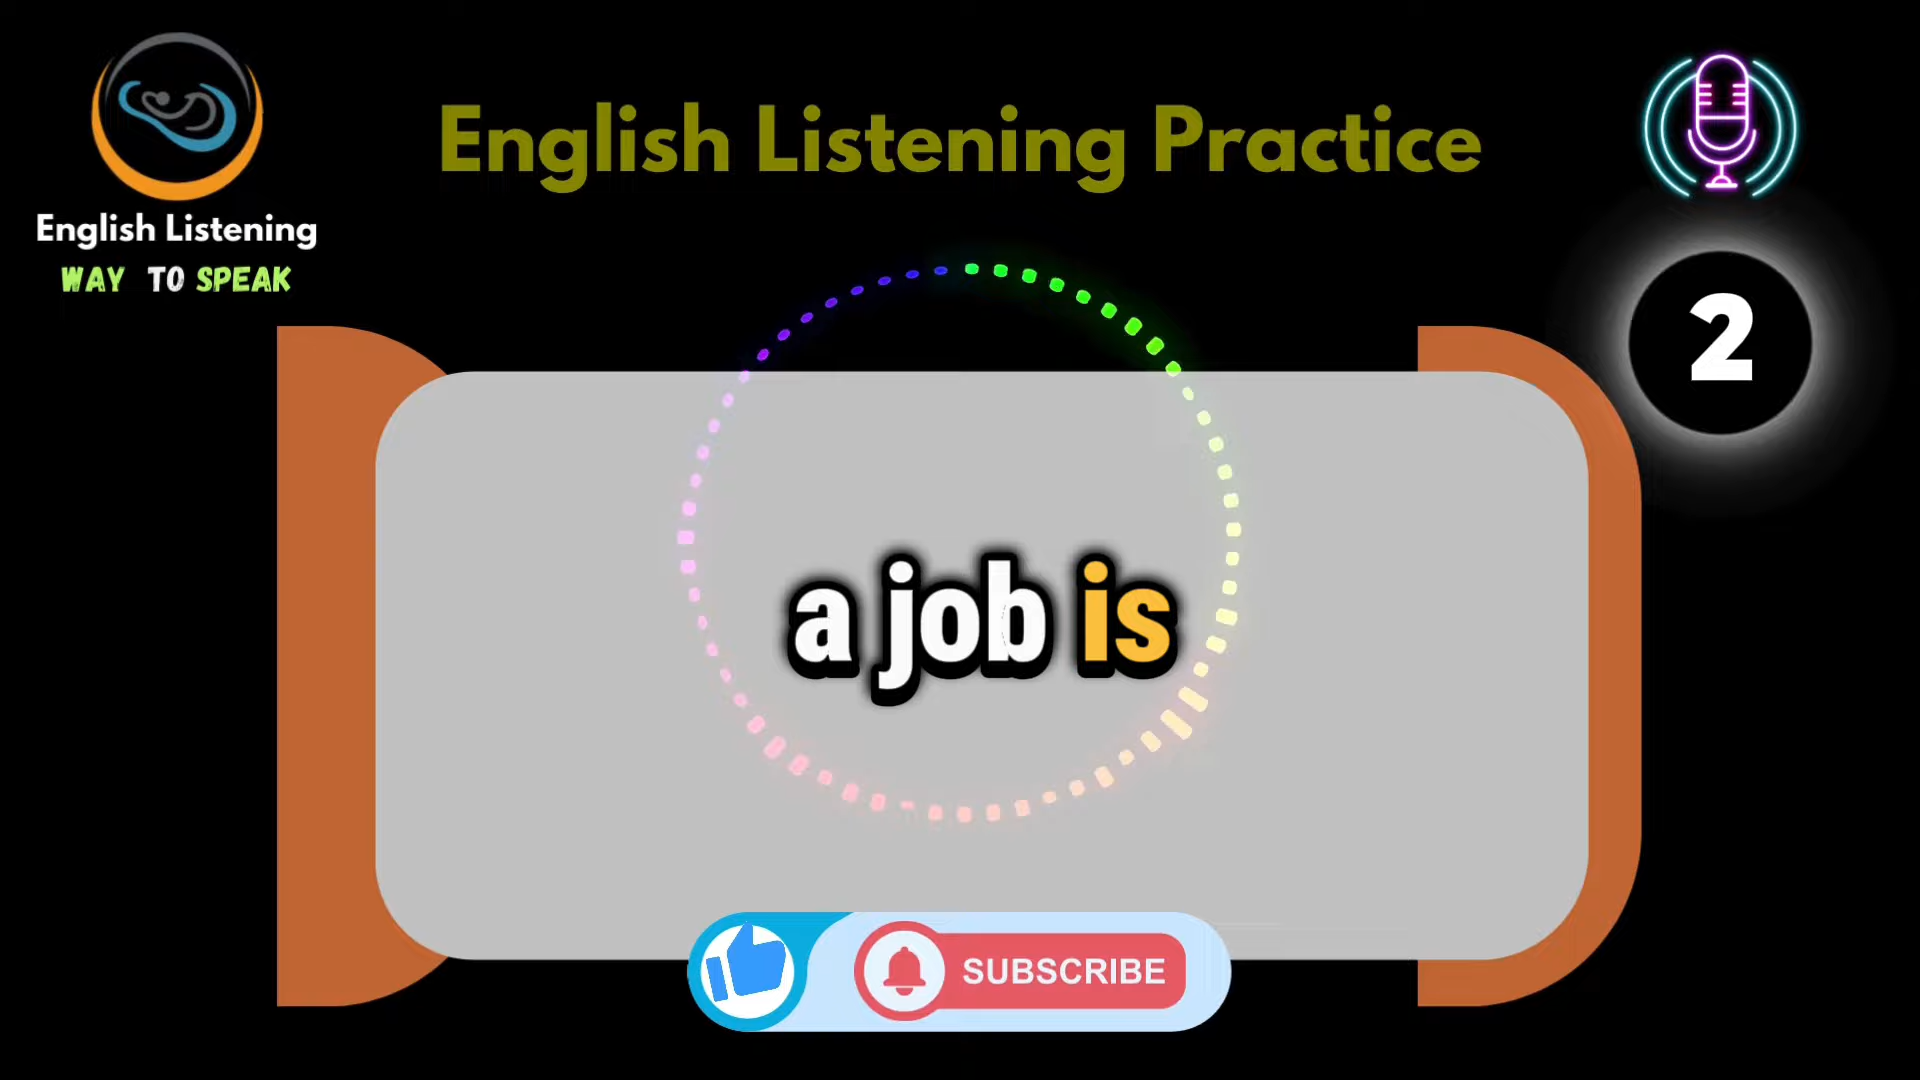 English Listening Practice
English Listening
WAY TO SPEAK
2
a job is
SUBSCRIBE